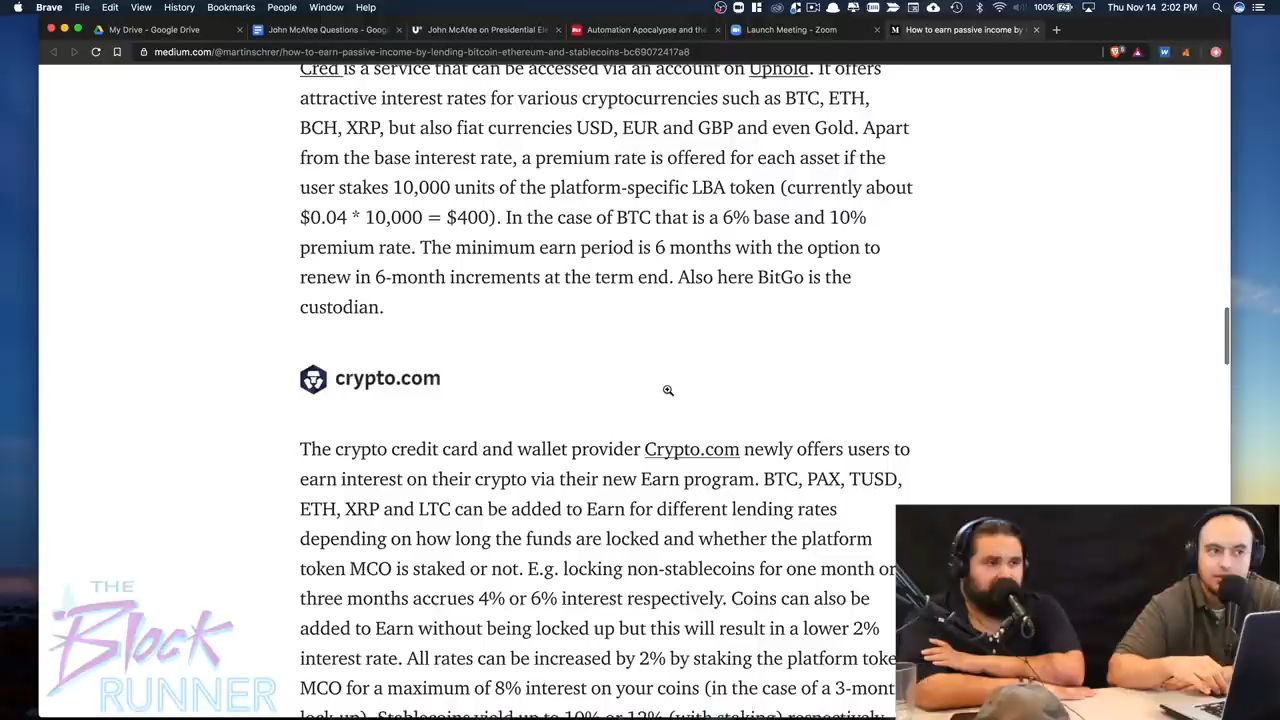 Brave File Edit View History Bookmarks People Window Help 100% Thu Nov 14 2:02 PM
My Drive - Google Drive John McAfee Questions - Goog John McAfee on Presidential Ele Automation Apocalypse and the Launch Meeting - Zoom How to earn passive income by
medium.com/@martinschrer/how-to-earn-passive-income-by-lending-bitcoin-ethereum-and-stablecoins-bc69072417a8
Cred is a service that can be accessed via an account on Uphold. It offers
attractive interest rates for various cryptocurrencies such as BTC, ETH,
BCH, XRP, but also fiat currencies USD, EUR and GBP and even Gold. Apart
from the base interest rate, a premium rate is offered for each asset if the
user stakes 10,000 units of the platform-specific LBA token (currently about
$0.04 * 10,000 = $400). In the case of BTC that is a 6% base and 10%
premium rate. The minimum earn period is 6 months with the option to
renew in 6-month increments at the term end. Also here BitGo is the
custodian.
crypto.com
The crypto credit card and wallet provider Crypto.com newly offers users to
earn interest on their crypto via their new Earn program. BTC, PAX, TUSD,
ETH, XRP and LTC can be added to Earn for different lending rates
depending on how long the funds are locked and whether the platform
token MCO is staked or not. E.g. locking non-stablecoins for one month or
three months accrues 4% or 6% interest respectively. Coins can also be
added to Earn without being locked up but this will result in a lower 2%
interest rate. All rates can be increased by 2% by staking the platform toke
MCO for a maximum of 8% interest on your coins (in the case of a 3-mont
lock-up). Stablecoins yield up to 10% or 12% (with staking) respectively
THE
Block
RUNNER